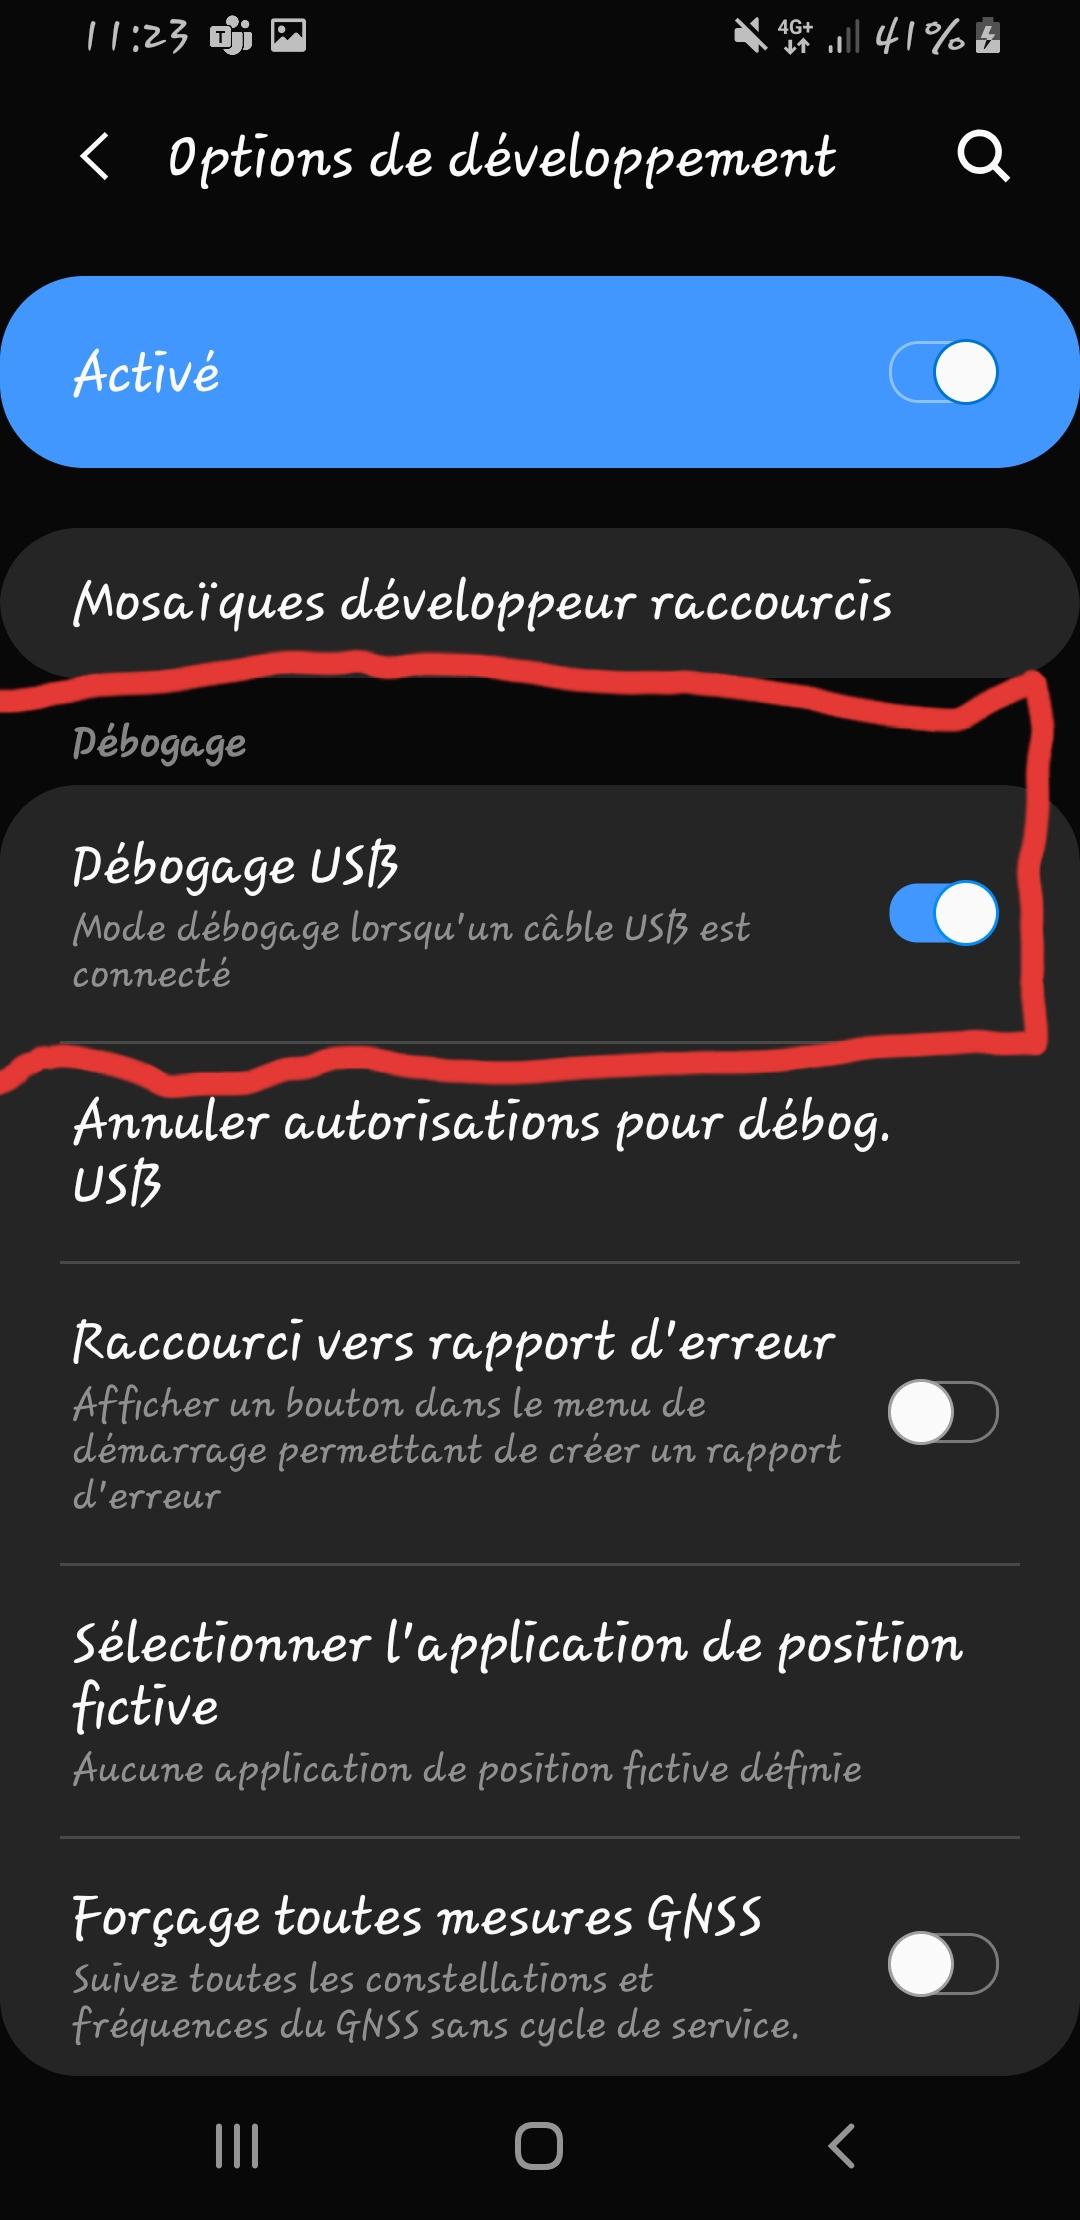 11:23
4G+
41%
Options de développement
Activé
Mosaïques développeur raccourcis
Débogage
Débogage USB
Mode débogage lorsqu'un câble USB est
connecté
Annuler autorisations pour débog.
USB
Raccourci vers rapport d'erreur
Afficher un bouton dans le menu de
démarrage permettant de créer un rapport
d'erreur
Sélectionner l'application de position
fictive
Aucune application de position fictive définie
Forçage toutes mesures GNSS
Suivez toutes les constellations et
fréquences du GNSS sans cycle de service.